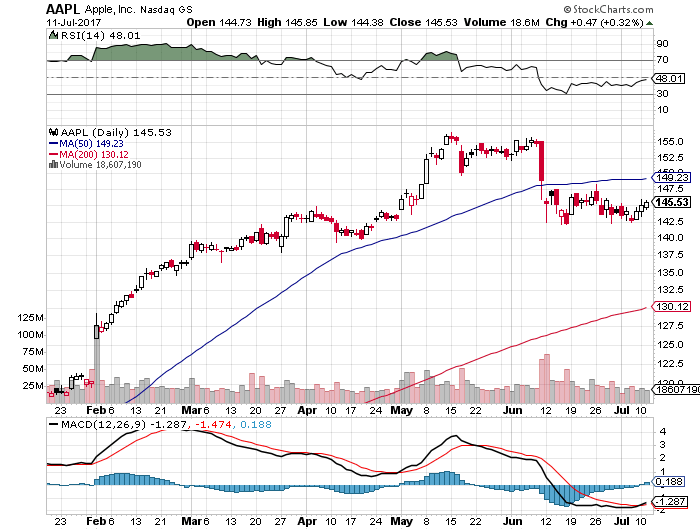 AAPL Apple, Inc. Nasdaq GS © StockCharts.com
11-Jul-2017 Open 144.73 High 145.85 Low 144.38 Close 145.53 Volume 18.6M Chg +0.47 (+0.32%)
RSI(14) 48.01
90
70
50
48.01
30
10
AAPL (Daily) 145.53
MA(50) 149.23
MA(200) 130.12
Volume 18,607,190
155.0
152.5
149.23
147.5
145.53
142.5
140.0
137.5
135.0
132.5
130.12
127.5
125.0
122.5
120.0
18607190
125M
100M
75M
50M
25M
23 Feb 6 13 21 Mar 6 13 20 27 Apr 10 17 24 May 8 15 22 Jun 12 19 26 Jul 10
MACD(12,26,9) -1.287, -1.474, 0.188
4
3
2
1
0.188
-1.287
-2
23 Feb 6 13 21 Mar 6 13 20 27 Apr 10 17 24 May 8 15 22 Jun 12 19 26 Jul 10